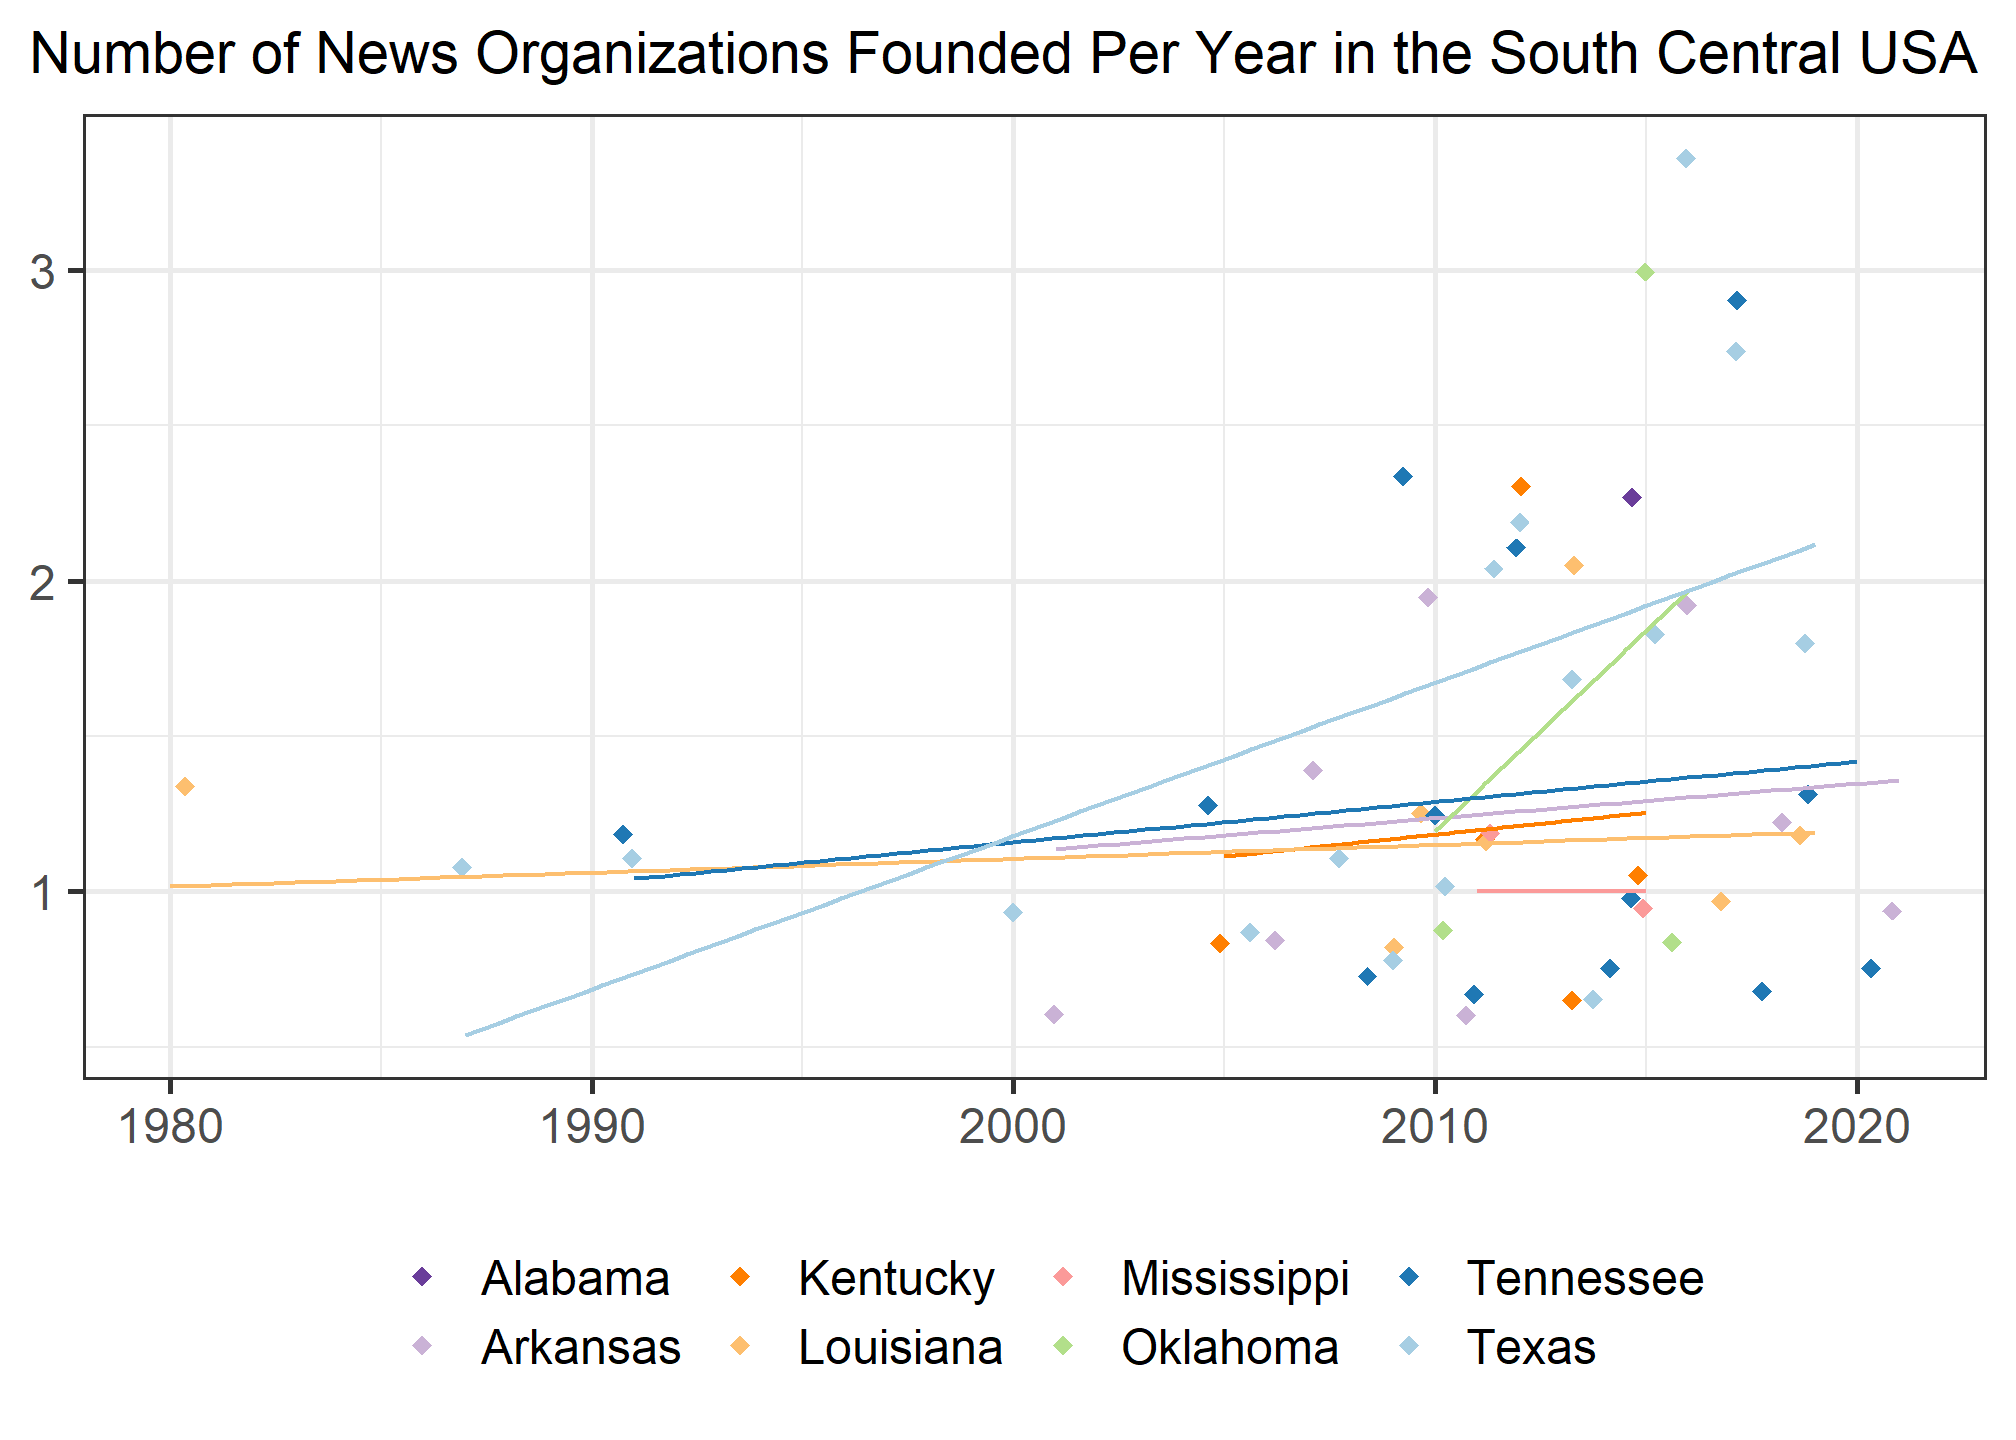 Number of News Organizations Founded Per Year in the South Central USA
3
2
1
1980 1990 2000 2010 2020
Alabama Kentucky Mississippi Tennessee
Arkansas Louisiana Oklahoma Texas